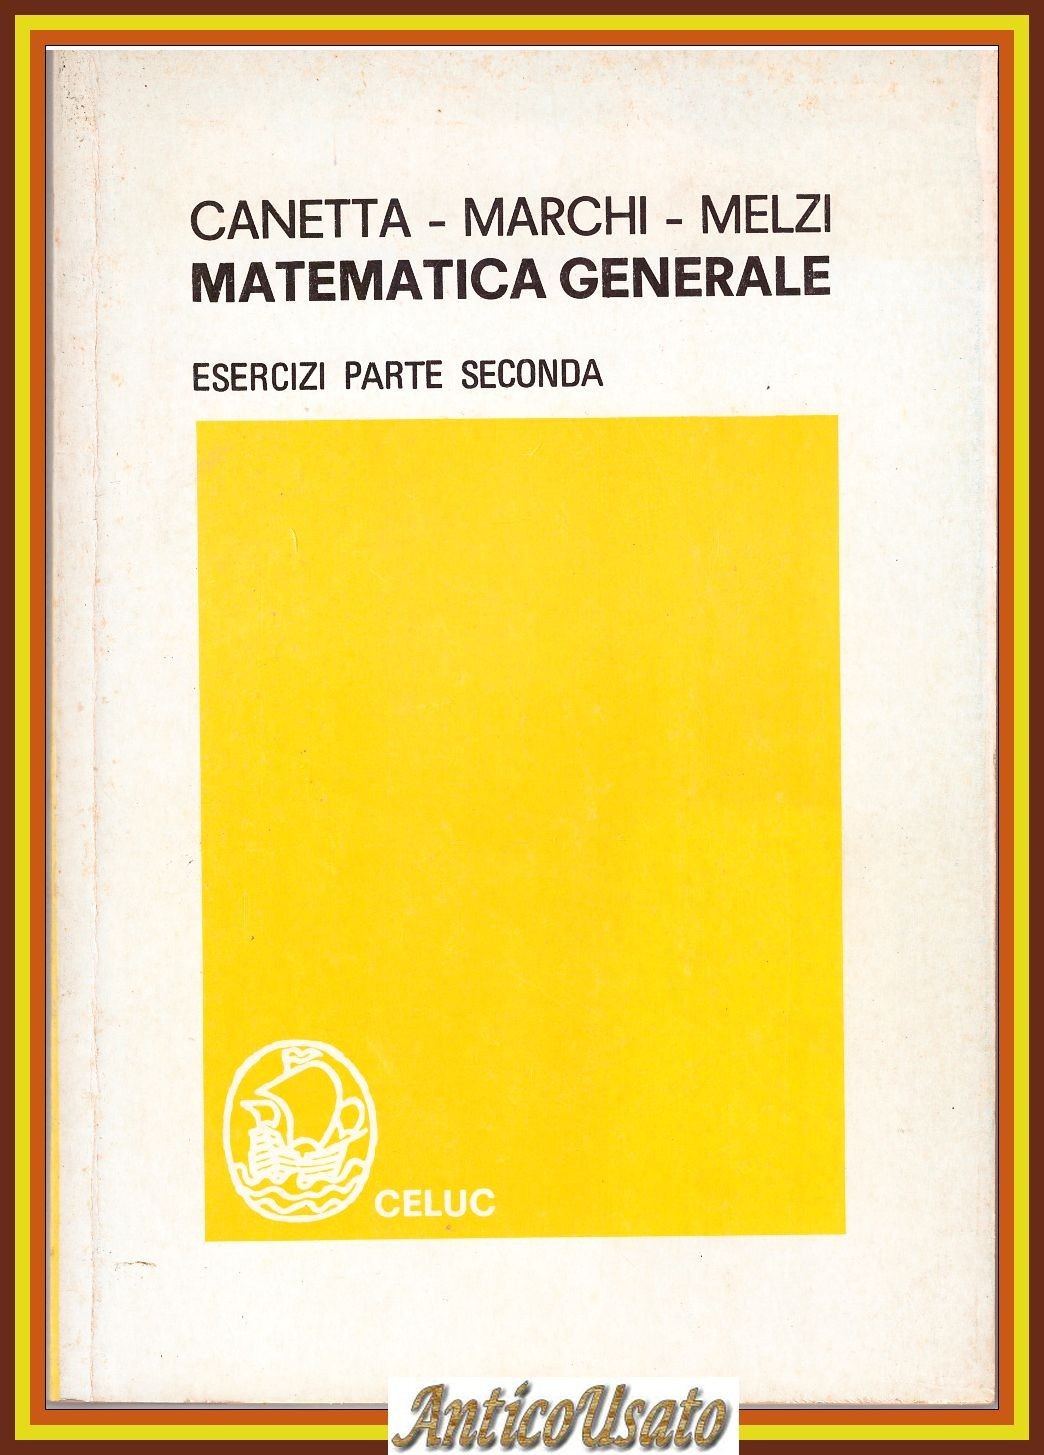 CANETTA - MARCHI - MELZI
MATEMATICA GENERALE
ESERCIZI PARTE SECONDA
CELUC
AnticoUsato